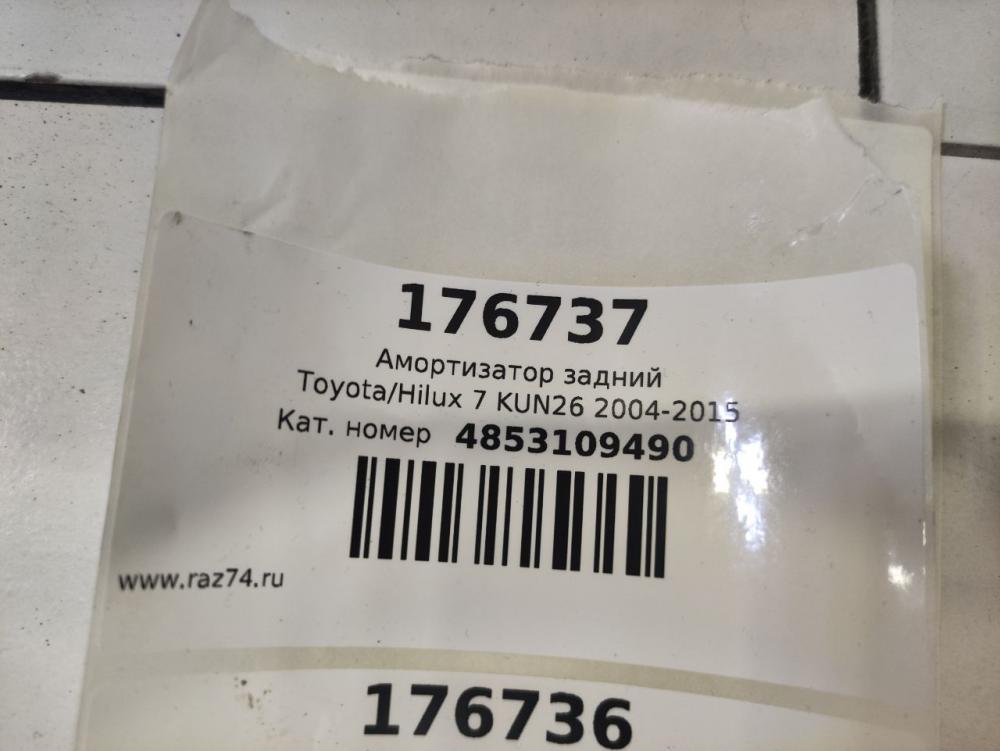 176737
Амортизатор задний
Toyota/Hilux 7 KUN26 2004-2015
Кат. номер 4853109490
www.raz74.ru
176736